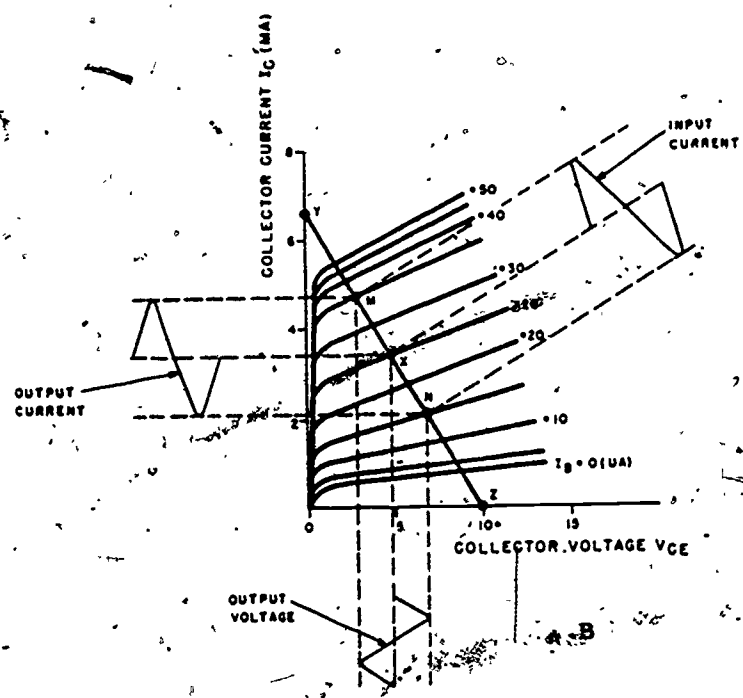 COLLECTOR CURRENT IC (MA)
INPUT
CURRENT
8
Y
+50
+40
6
+30
M
4
+20
X
OUTPUT
CURRENT
N
2
+10
IB = 0 (UA)
Z
0
5
10
15
COLLECTOR VOLTAGE VCE
OUTPUT
VOLTAGE
B